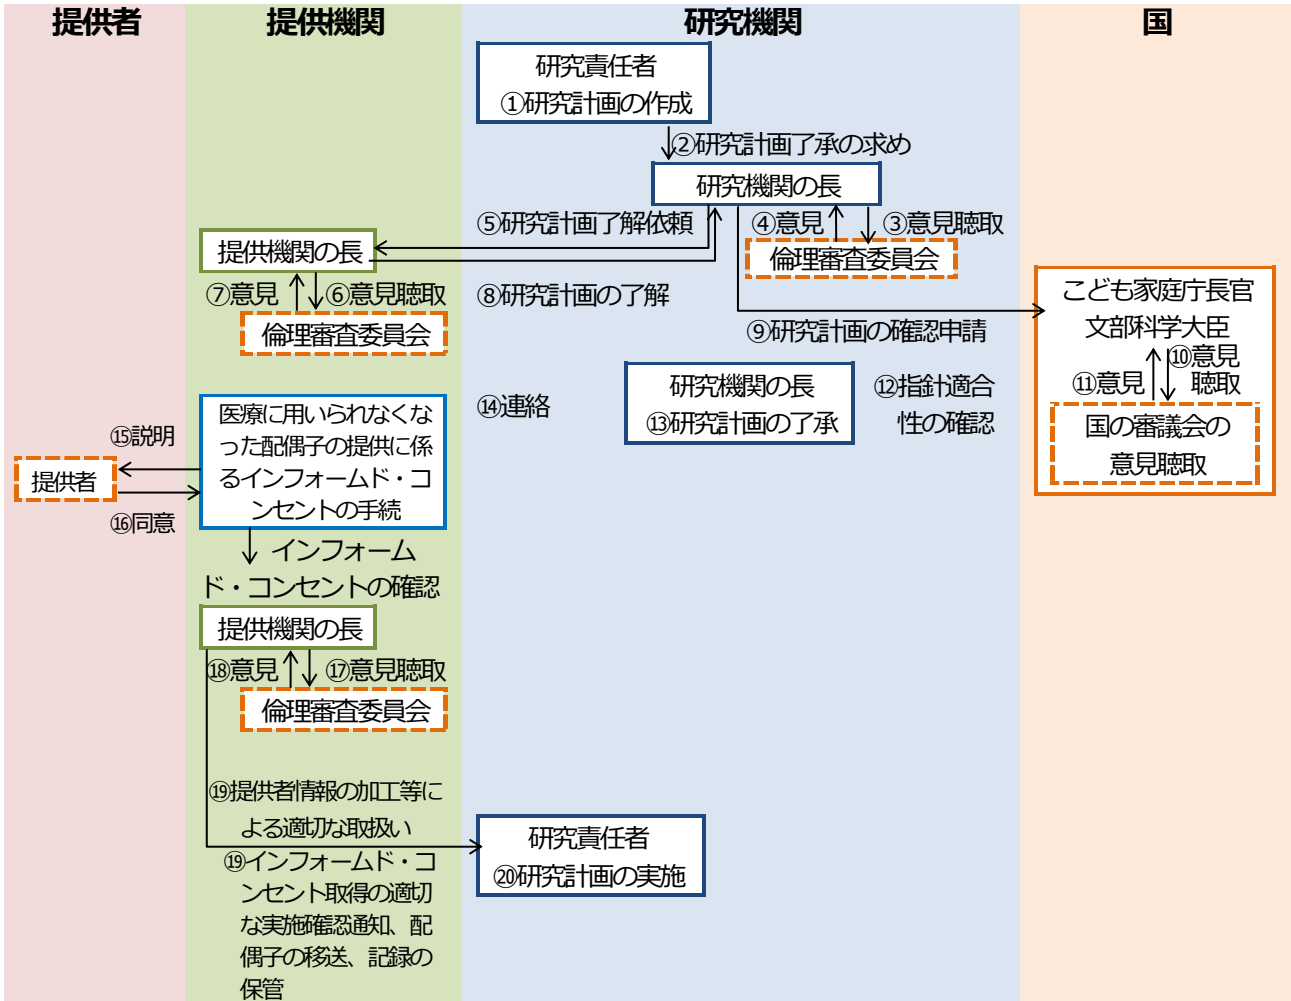 提供者
提供機関
研究機関
国
研究責任者
①研究計画の作成
②研究計画了承の求め
研究機関の長
⑤研究計画了解依頼
④意見
③意見聴取
倫理審査委員会
提供機関の長
⑦意見
⑥意見聴取
倫理審査委員会
⑧研究計画の了解
⑨研究計画の確認申請
こども家庭庁長官
文部科学大臣
⑩意見
聴取
⑪意見
国の審議会の
意見聴取
⑫指針適合
性の確認
研究機関の長
⑬研究計画の了承
⑭連絡
医療に用いられなくな
った配偶子の提供に係
るインフォームド・コ
ンセントの手続
⑮説明
提供者
⑯同意
インフォーム
ド・コンセントの確認
提供機関の長
⑱意見
⑰意見聴取
倫理審査委員会
⑲提供者情報の加工等に
よる適切な取扱い
⑲インフォームド・コ
ンセント取得の適切
な実施確認通知、配
偶子の移送、記録の
保管
研究責任者
⑳研究計画の実施